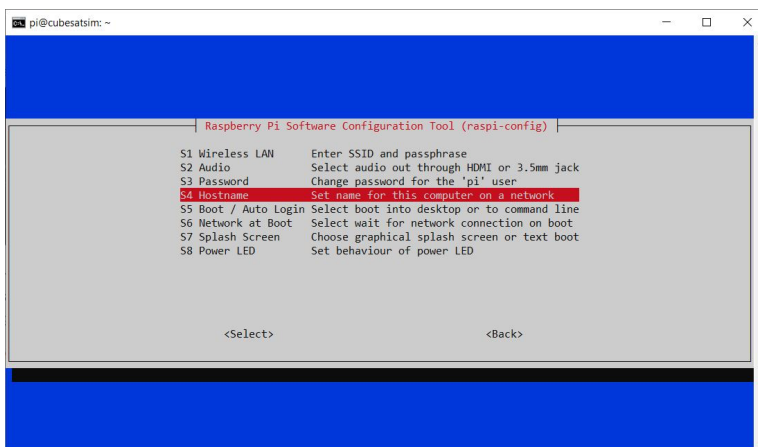 pi@cubesatsim: ~
Raspberry Pi Software Configuration Tool (raspi-config)
S1 Wireless LAN Enter SSID and passphrase
S2 Audio Select audio out through HDMI or 3.5mm jack
S3 Password Change password for the 'pi' user
S4 Hostname Set name for this computer on a network
S5 Boot / Auto Login Select boot into desktop or to command line
S6 Network at Boot Select wait for network connection on boot
S7 Splash Screen Choose graphical splash screen or text boot
S8 Power LED Set behaviour of power LED
<Select> <Back>